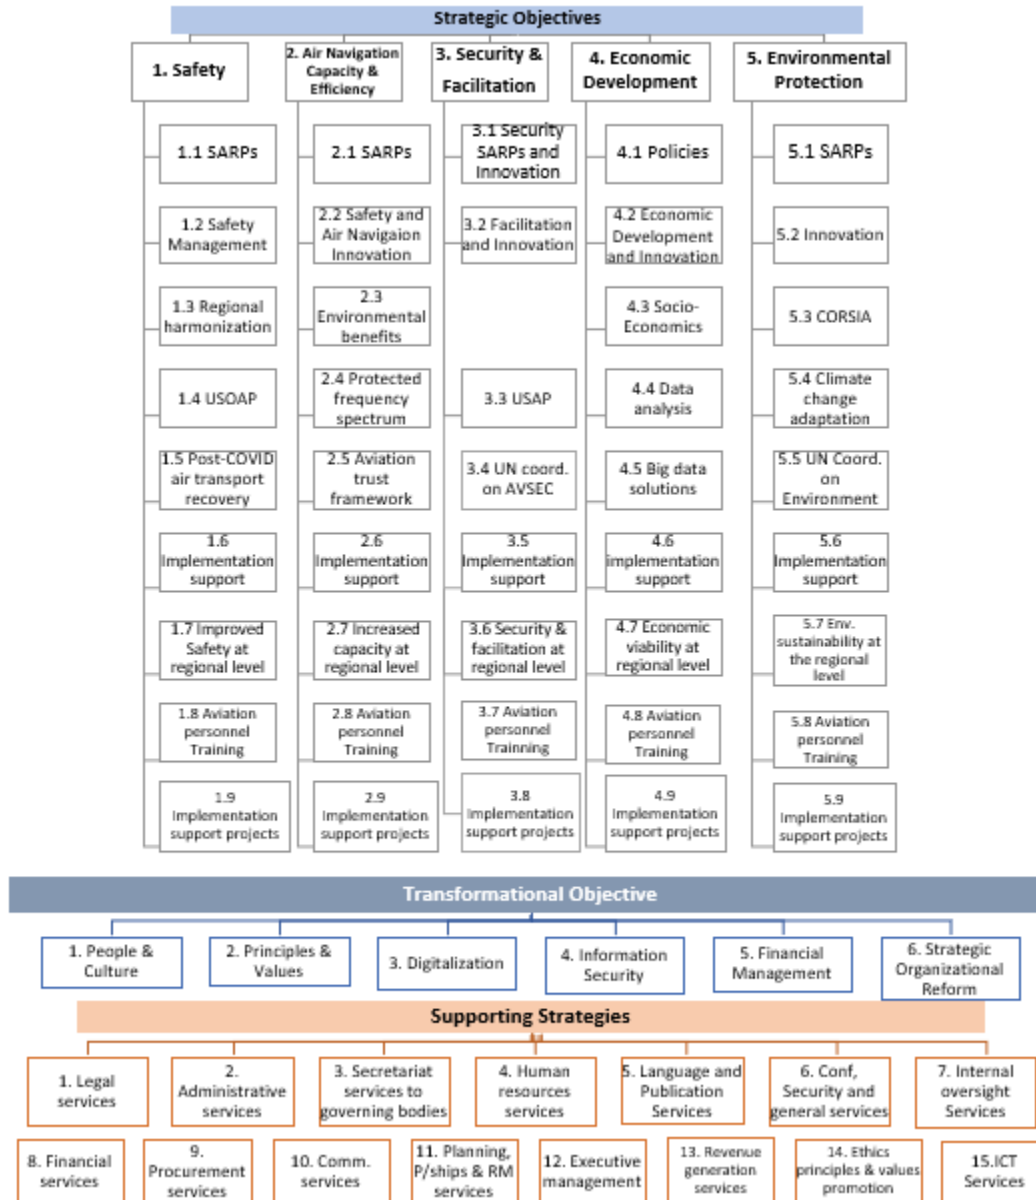 Strategic Objectives
1. Safety
2. Air Navigation
Capacity &
Efficiency
3. Security &
Facilitation
4. Economic
Development
5. Environmental
Protection
1.1 SARPs
2.1 SARPs
3.1 Security
SARPs and
Innovation
4.1 Policies
5.1 SARPs
1.2 Safety
Management
2.2 Safety and
Air Navigaion
Innovation
3.2 Facilitation
and Innovation
4.2 Economic
Development
and Innovation
5.2 Innovation
1.3 Regional
harmonization
2.3
Environmental
benefits
4.3 Socio-
Economics
5.3 CORSIA
1.4 USOAP
2.4 Protected
frequency
spectrum
3.3 USAP
4.4 Data
analysis
5.4 Climate
change
adaptation
1.5 Post-COVID
air transport
recovery
2.5 Aviation
trust
framework
3.4 UN coord.
on AVSEC
4.5 Big data
solutions
5.5 UN Coord.
on
Environment
1.6
Implementation
support
2.6
Implementation
support
3.5
Implementation
support
4.6
implementation
support
5.6
Implementation
support
1.7 Improved
Safety at
regional level
2.7 Increased
capacity at
regional level
3.6 Security &
facilitation at
regional level
4.7 Economic
viability at
regional level
5.7 Env.
sustainability at
the regional
level
1.8 Aviation
personnel
Training
2.8 Aviation
personnel
Training
3.7 Aviation
personnel
Trainning
4.8 Aviation
personnel
Training
5.8 Aviation
personnel
Training
1.9
Implementation
support projects
2.9
Implementation
support projects
3.8
Implementation
support projects
4.9
Implementation
support projects
5.9
Implementation
support projects
Transformational Objective
1. People &
Culture
2. Principles &
Values
3. Digitalization
4. Information
Security
5. Financial
Management
6. Strategic
Organizational
Reform
Supporting Strategies
1. Legal
services
2.
Administrative
services
3. Secretariat
services to
governing bodies
4. Human
resources
services
5. Language and
Publication
Services
6. Conf,
Security and
general services
7. Internal
oversight
Services
8. Financial
services
9.
Procurement
services
10. Comm.
services
11. Planning,
P/ships & RM
services
12. Executive
management
13. Revenue
generation
services
14. Ethics
principles & values
promotion
15.ICT
Services